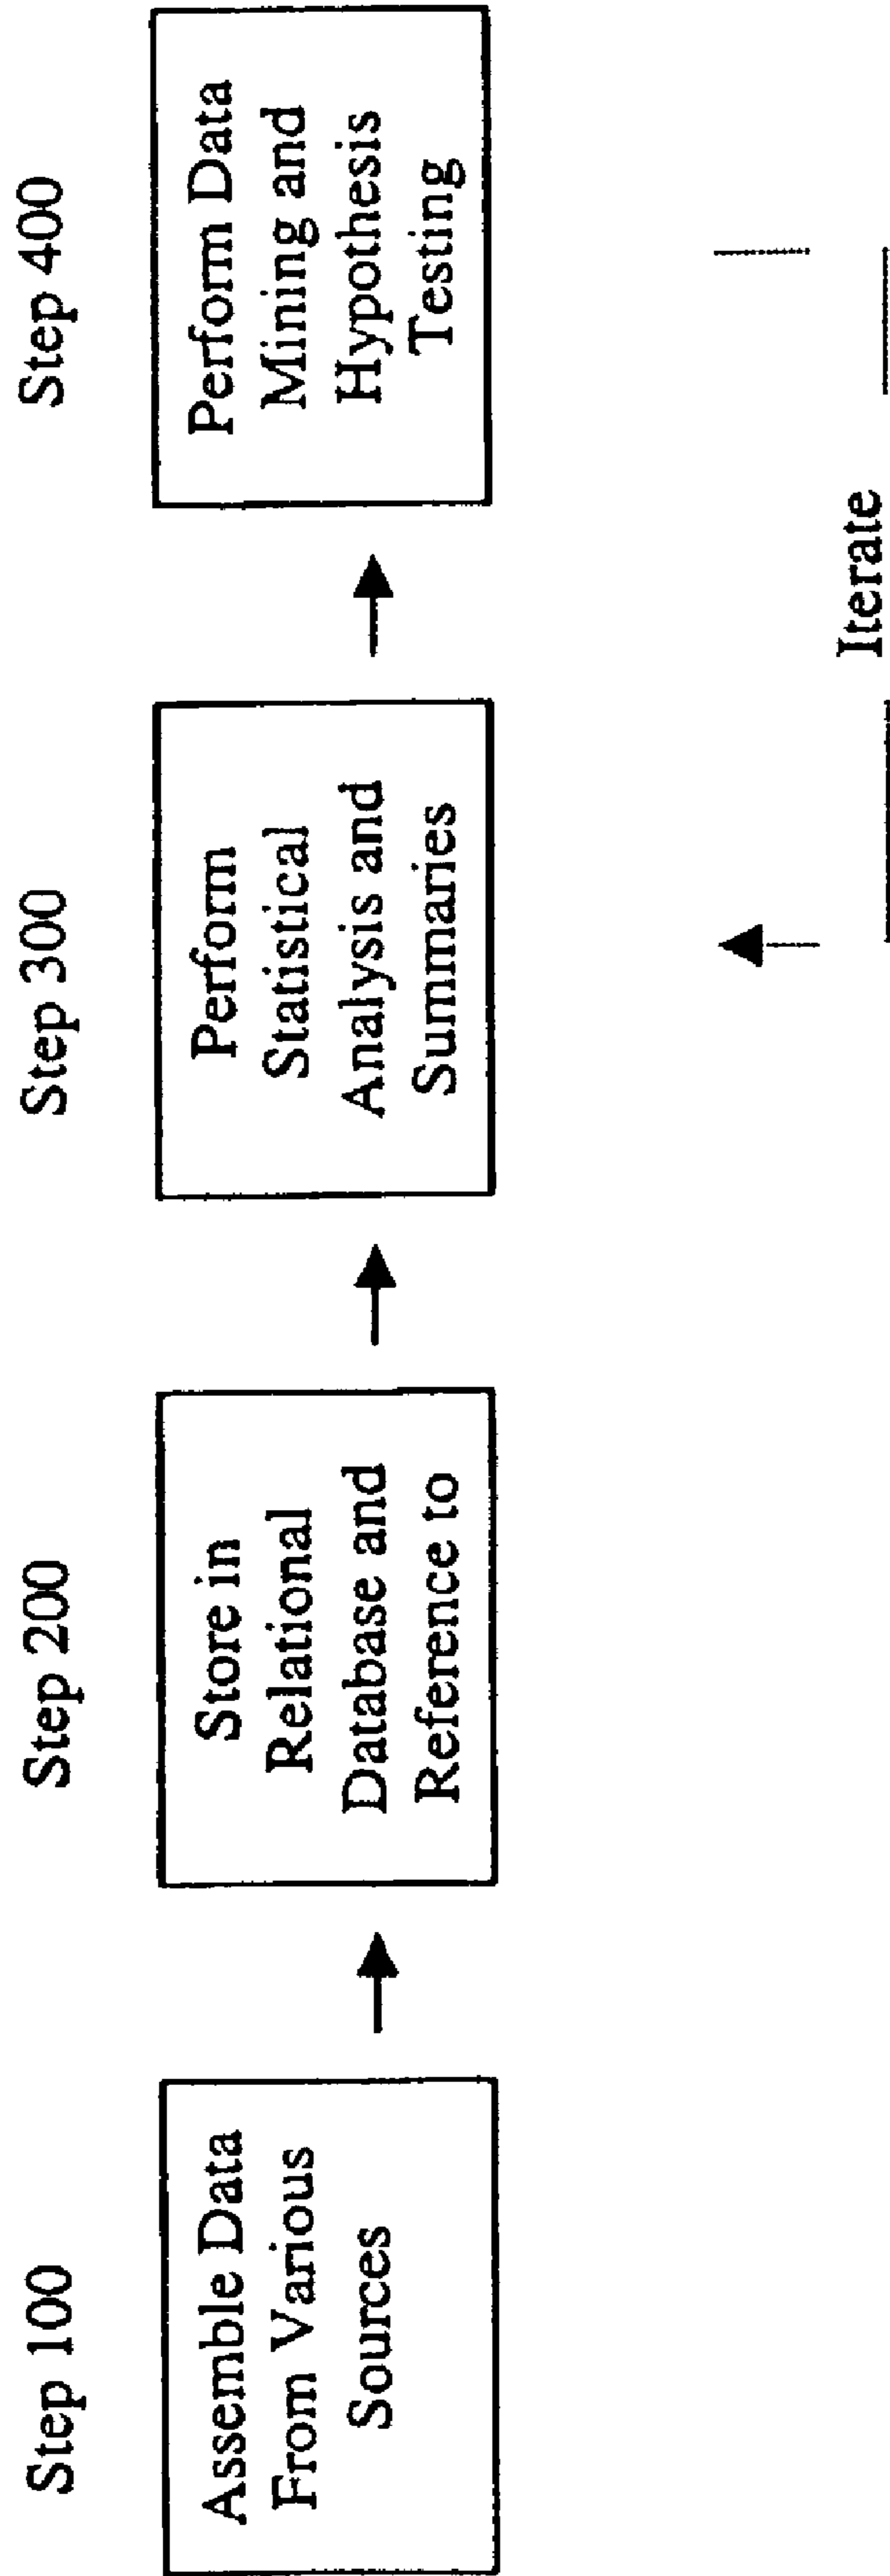 Step 100
Assemble Data
From Various
Sources
Step 200
Store in
Relational
Database and
Reference to
Step 300
Perform
Statistical
Analysis and
Summaries
Step 400
Perform Data
Mining and
Hypothesis
Testing
Iterate